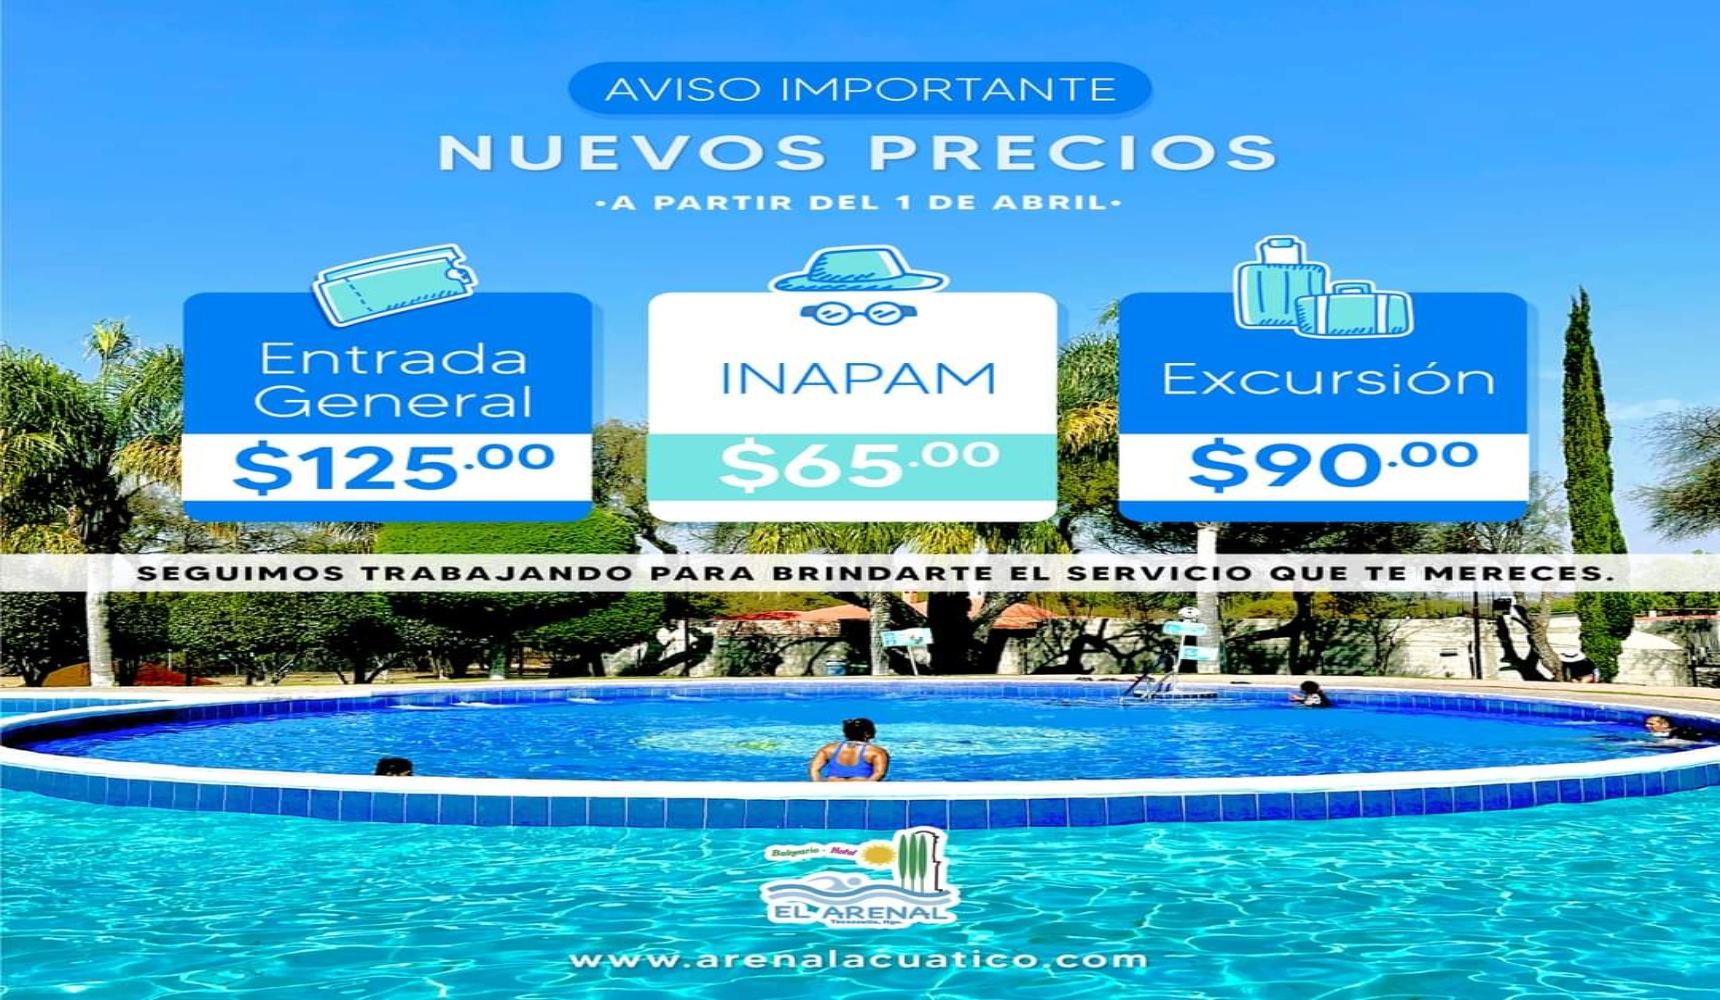 AVISO IMPORTANTE
NUEVOS PRECIOS
•A PARTIR DEL 1 DE ABRIL•
Entrada
General
$125.00
INAPAM
$65.00
Excursión
$90.00
SEGUIMOS TRABAJANDO PARA BRINDARTE EL SERVICIO QUE TE MERECES.
Balneario - Hotel
EL ARENAL
www.arenalacuatico.com